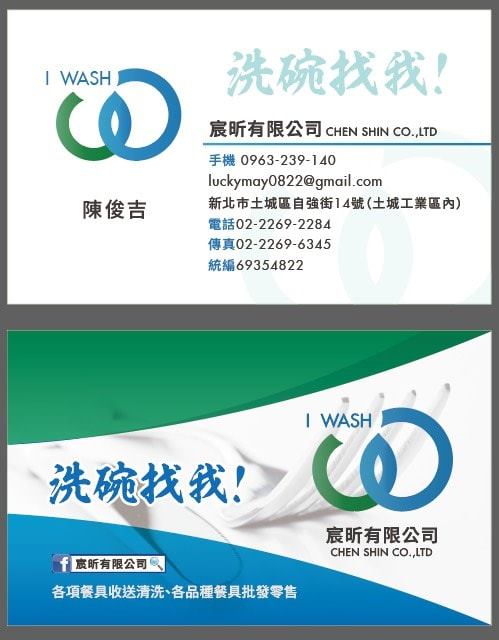 I WASH
洗碗找我!
宸昕有限公司 CHEN SHIN CO.,LTD
陳俊吉
手機 0963-239-140
luckymay0822@gmail.com
新北市土城區自強街14號(土城工業區內)
電話02-2269-2284
傳真02-2269-6345
統編69354822
I WASH
洗碗找我!
宸昕有限公司
CHEN SHIN CO.,LTD
f 宸昕有限公司
各項餐具收送清洗、各品種餐具批發零售